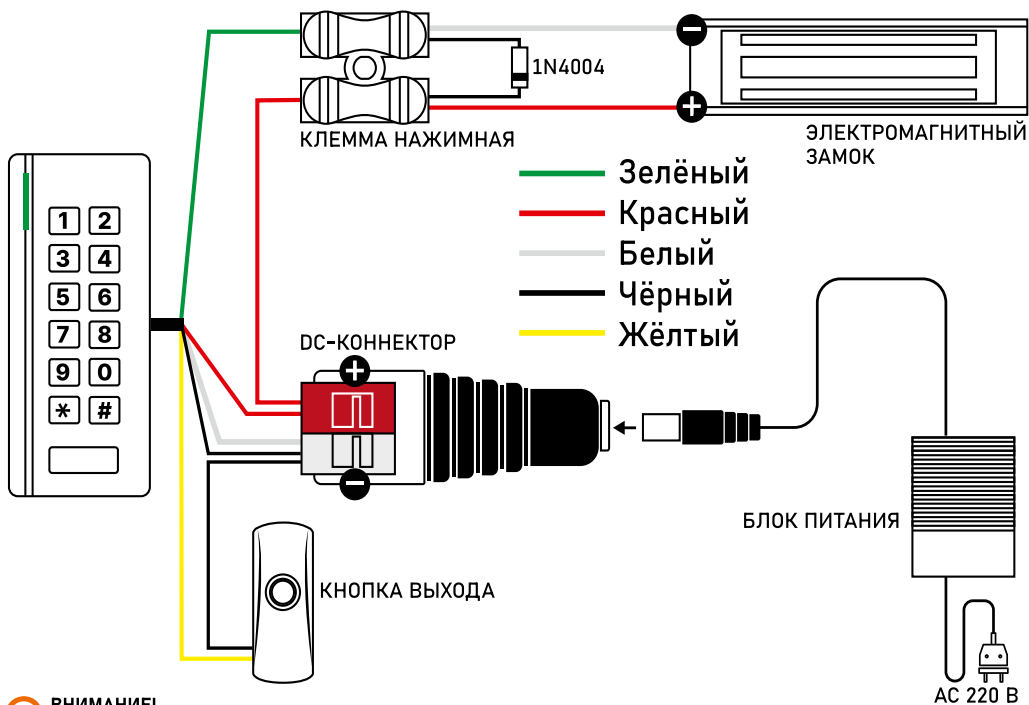 1N4004
КЛЕММА НАЖИМНАЯ
ЭЛЕКТРОМАГНИТНЫЙ
ЗАМОК
Зелёный
Красный
Белый
Чёрный
Жёлтый
1 2
3 4
5 6
7 8
9 0
* #
DC-КОННЕКТОР
БЛОК ПИТАНИЯ
КНОПКА ВЫХОДА
AC 220 В
ВНИМАНИЕ!